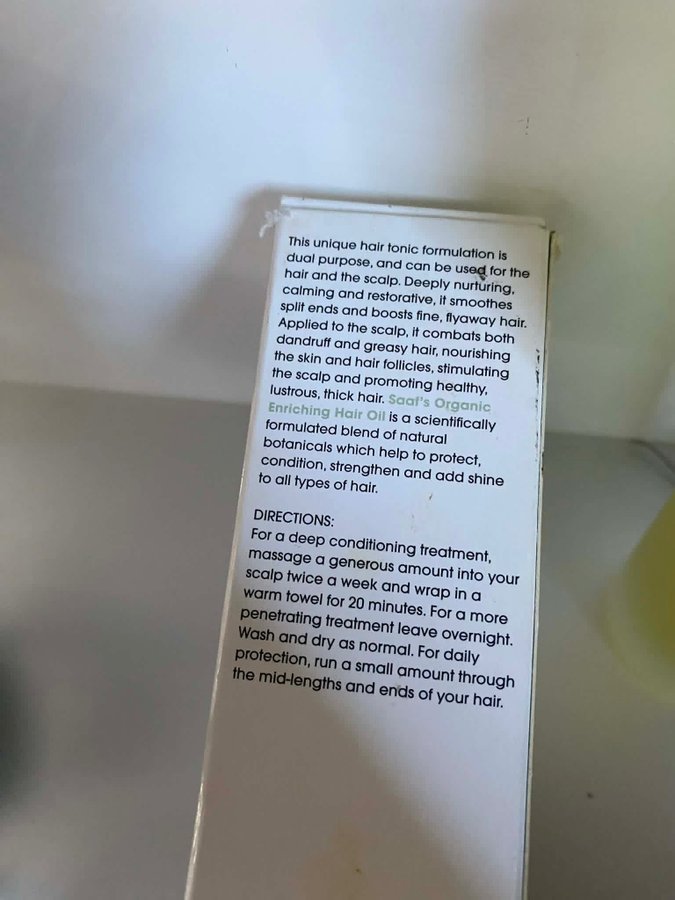 This unique hair tonic formulation is
dual purpose, and can be used for the
hair and the scalp. Deeply nurturing,
calming and restorative, it smoothes
split ends and boosts fine, flyaway hair.
Applied to the scalp, it combats both
dandruff and greasy hair, nourishing
the skin and hair follicles, stimulating
the scalp and promoting healthy,
lustrous, thick hair. Saaf's Organic
Enriching Hair Oil is a scientifically
formulated blend of natural
botanicals which help to protect,
condition, strengthen and add shine
to all types of hair.
DIRECTIONS:
For a deep conditioning treatment,
massage a generous amount into your
scalp twice a week and wrap in a
warm towel for 20 minutes. For a more
penetrating treatment leave overnight.
Wash and dry as normal. For daily
protection, run a small amount through
the mid-lengths and ends of your hair.